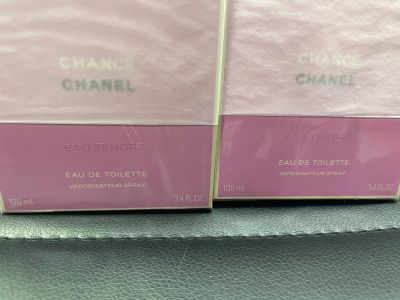 CHANCE
CHANEL
EAU TENDRE
EAU DE TOILETTE
VAPORISATEUR SPRAY
100 ml
3.4 FL. OZ
CHANCE
CHANEL
EAU TENDRE
EAU DE TOILETTE
VAPORISATEUR SPRAY
100 ml
3.4 FL. OZ